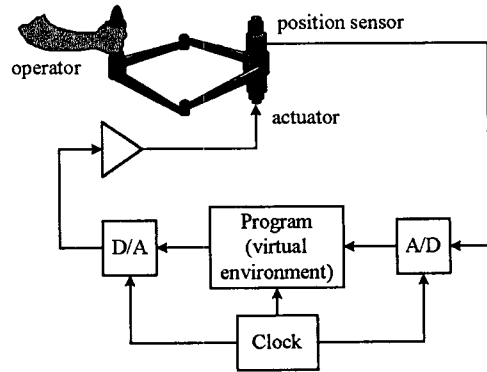 position sensor
operator
actuator
D/A
Program
(virtual
environment)
A/D
Clock